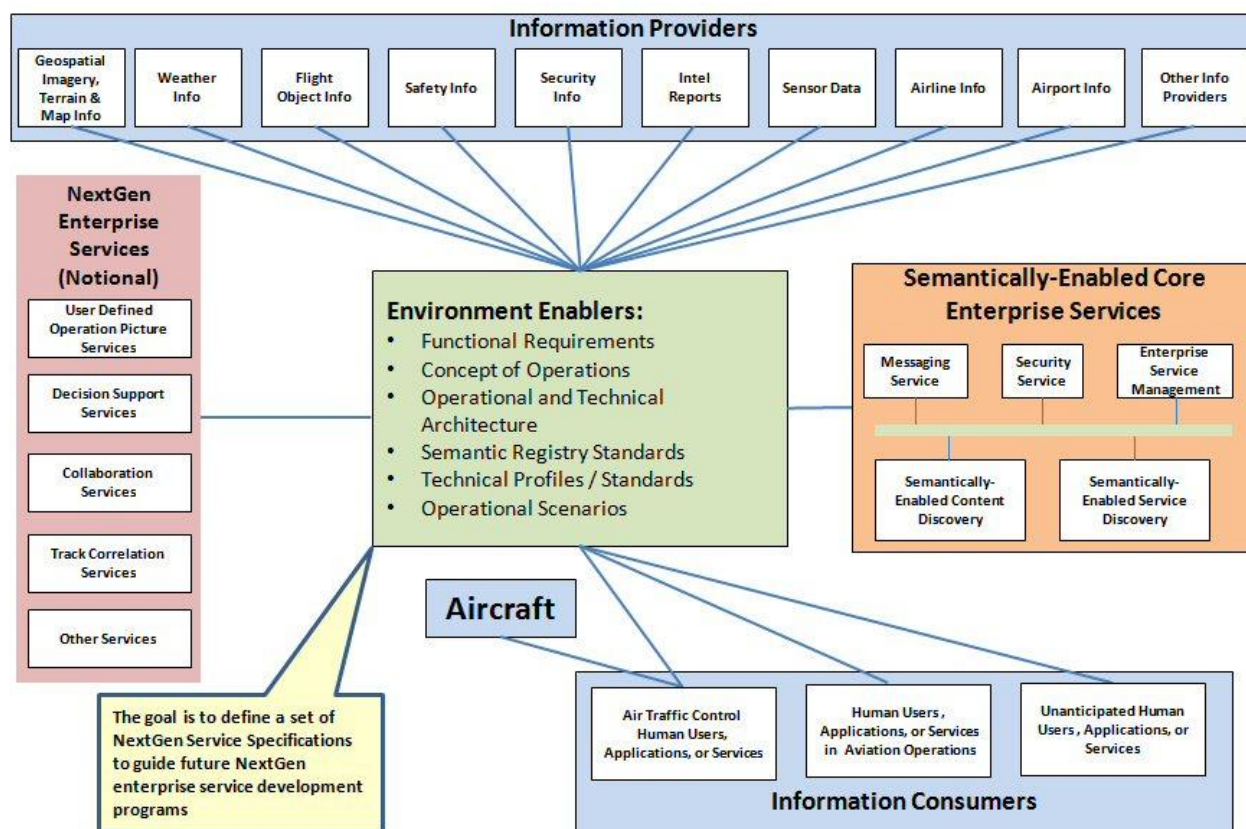 Information Providers
Geospatial
Imagery,
Terrain &
Map Info
Weather
Info
Flight
Object Info
Safety Info
Security
Info
Intel
Reports
Sensor Data
Airline Info
Airport Info
Other Info
Providers
NextGen
Enterprise
Services
(Notional)
User Defined
Operation Picture
Services
Decision Support
Services
Collaboration
Services
Track Correlation
Services
Other Services
Environment Enablers:
• Functional Requirements
• Concept of Operations
• Operational and Technical
Architecture
• Semantic Registry Standards
• Technical Profiles / Standards
• Operational Scenarios
Semantically-Enabled Core
Enterprise Services
Messaging
Service
Security
Service
Enterprise
Service
Management
Semantically-
Enabled Content
Discovery
Semantically-
Enabled Service
Discovery
Aircraft
The goal is to define a set of
NextGen Service Specifications
to guide future NextGen
enterprise service development
programs
Air Traffic Control
Human Users,
Applications, or Services
Human Users ,
Applications, or Services
in Aviation Operations
Unanticipated Human
Users , Applications, or
Services
Information Consumers